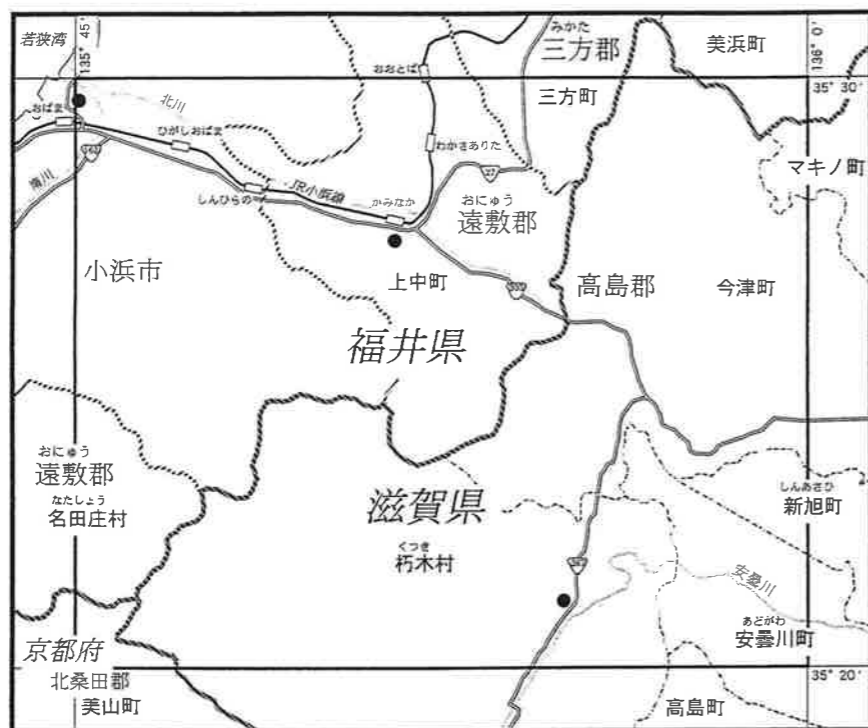 若狭湾
135° 45'
みかた
三方郡
美浜町
136° 0'
おおとば
35° 30'
三方町
北川
おばま
ひがしおばま
わかさありた
マキノ町
162
27
南川
JR小浜線
しんひらの
かみなか
おにゅう
遠敷郡
小浜市
上中町
高島郡
今津町
福井県
おにゅう
遠敷郡
なたしょう
名田庄村
滋賀県
しんあさひ
新旭町
くつき
朽木村
安曇川
あどがわ
安曇川町
京都府
35° 20'
北桑田郡
美山町
高島町